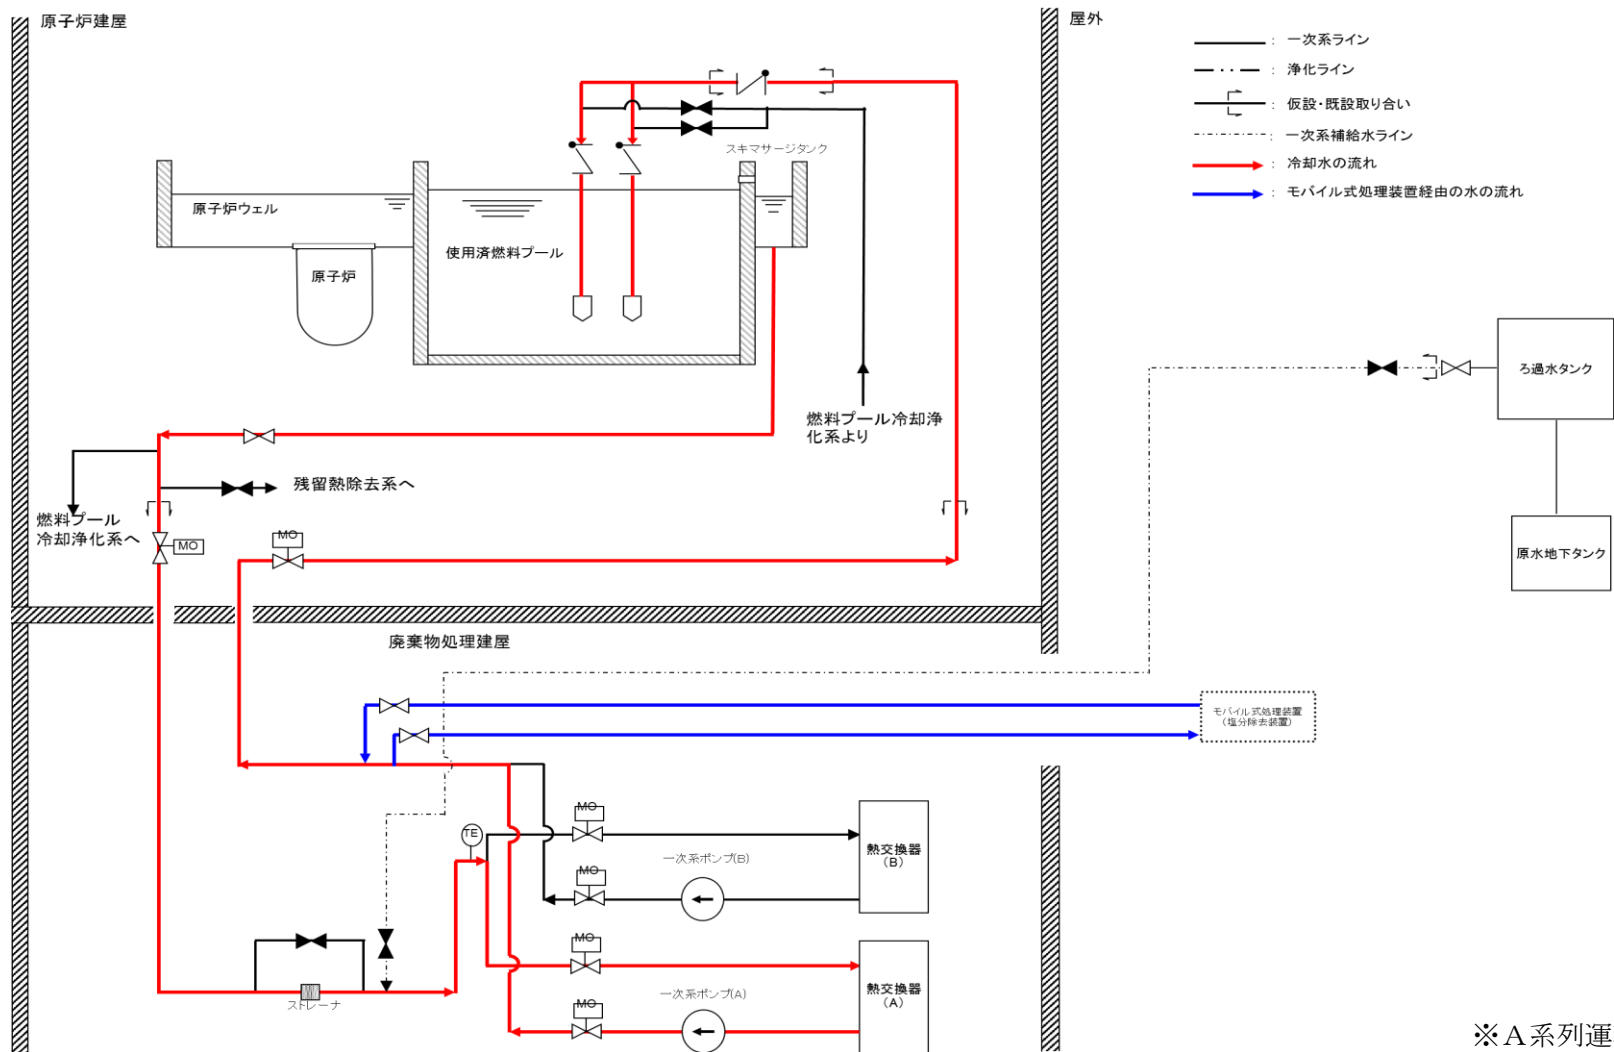 原子炉建屋
屋外
: 一次系ライン
: 浄化ライン
: 仮設・既設取り合い
: 一次系補給水ライン
: 冷却水の流れ
: モバイル式処理装置経由の水の流れ
スキマサージタンク
原子炉ウェル
使用済燃料プール
原子炉
ろ過水タンク
燃料プール冷却浄
化系より
残留熱除去系へ
燃料プール
冷却浄化系へ
MO
MO
原水地下タンク
廃棄物処理建屋
モバイル式処理装置
（塩分除去装置）
MO
TE
一次系ポンプ(B)
熱交換器
（B）
MO
MO
一次系ポンプ(A)
熱交換器
（A）
MO
ストレーナ
※A系列運